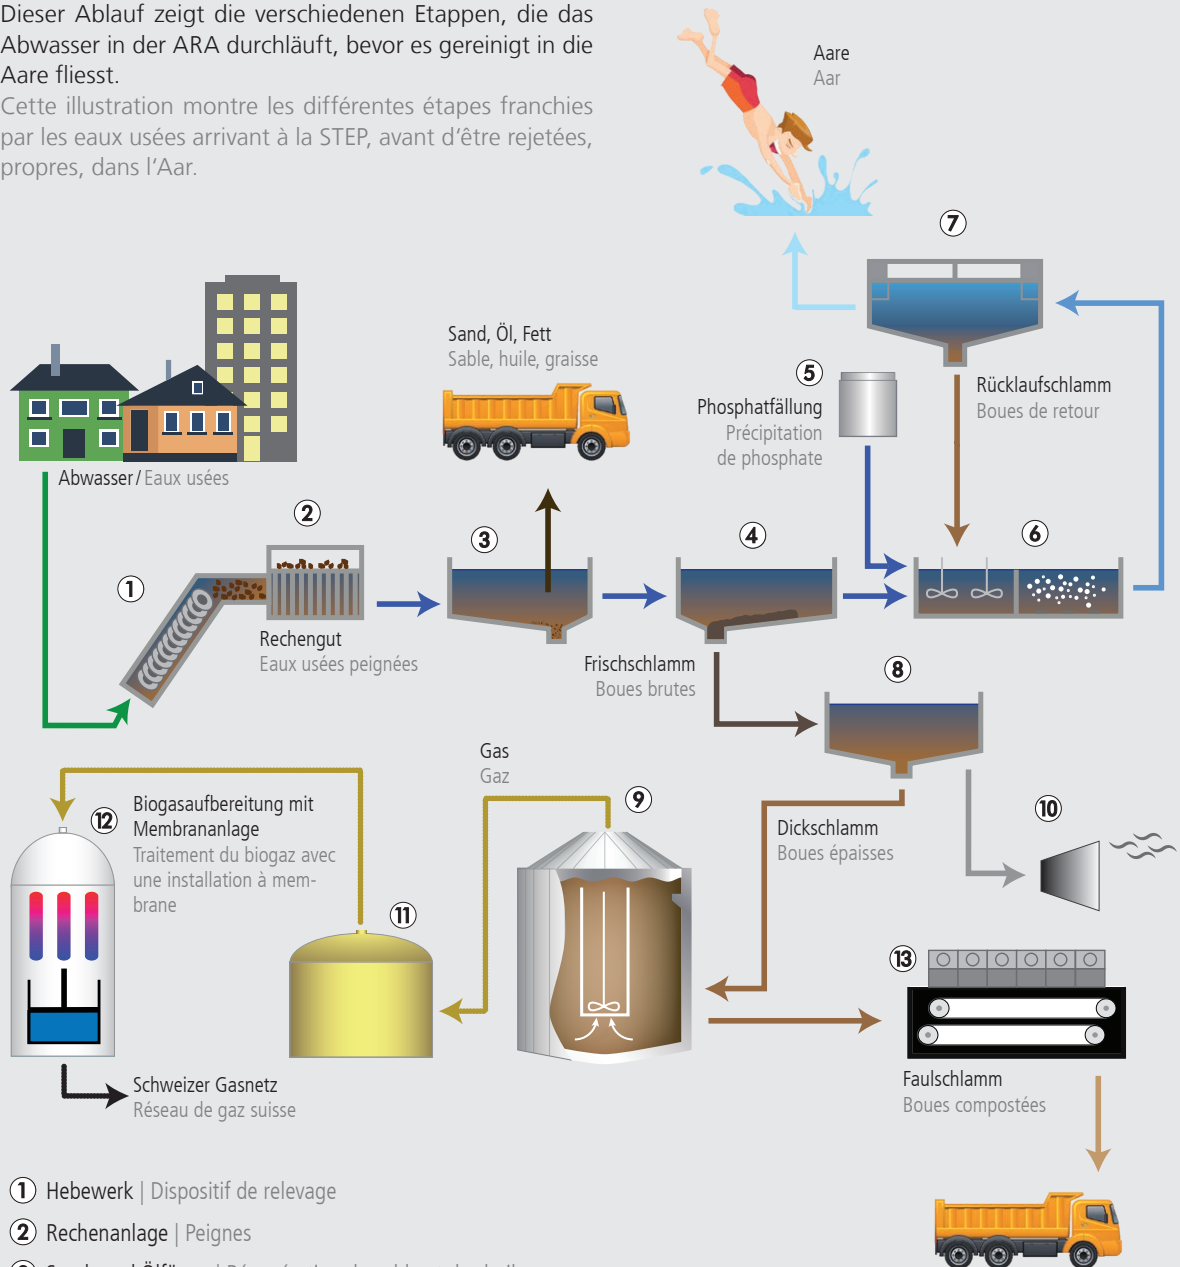 Dieser Ablauf zeigt die verschiedenen Etappen, die das
Abwasser in der ARA durchläuft, bevor es gereinigt in die
Aare fliesst.
Cette illustration montre les différentes étapes franchies
par les eaux usées arrivant à la STEP, avant d‘être rejetées,
propres, dans l’Aar.
Aare
Aar
7
Sand, Öl, Fett
Sable, huile, graisse
5
Phosphatfällung
Précipitation
de phosphate
Rücklaufschlamm
Boues de retour
Abwasser / Eaux usées
2
3
4
6
1
Rechengut
Eaux usées peignées
Frischschlamm
Boues brutes
8
Gas
Gaz
9
10
12
Biogasaufbereitung mit
Membrananlage
Traitement du biogaz avec
une installation à mem-
brane
Dickschlamm
Boues épaisses
11
13
Schweizer Gasnetz
Réseau de gaz suisse
Faulschlamm
Boues compostées
1 Hebewerk | Dispositif de relevage
2 Rechenanlage | Peignes